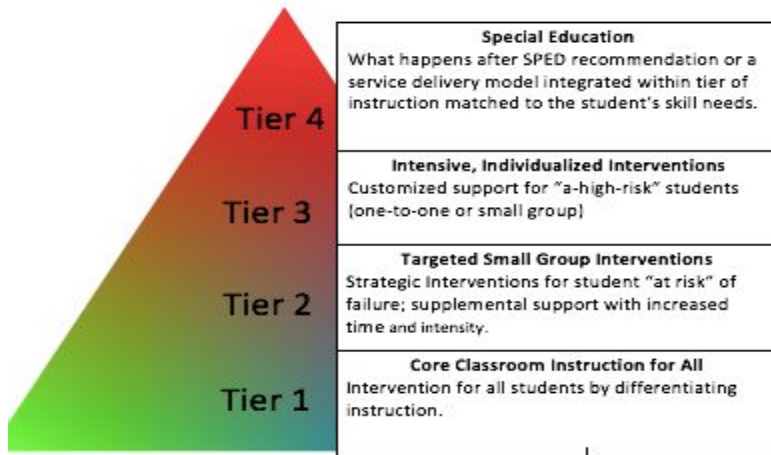 Tier 4
Special Education
What happens after SPED recommendation or a
service delivery model integrated within tier of
instruction matched to the student's skill needs.
Tier 3
Intensive, Individualized Interventions
Customized support for "a-high-risk" students
(one-to-one or small group)
Tier 2
Targeted Small Group Interventions
Strategic Interventions for student "at risk" of
failure; supplemental support with increased
time and intensity.
Tier 1
Core Classroom Instruction for All
Intervention for all students by differentiating
instruction.